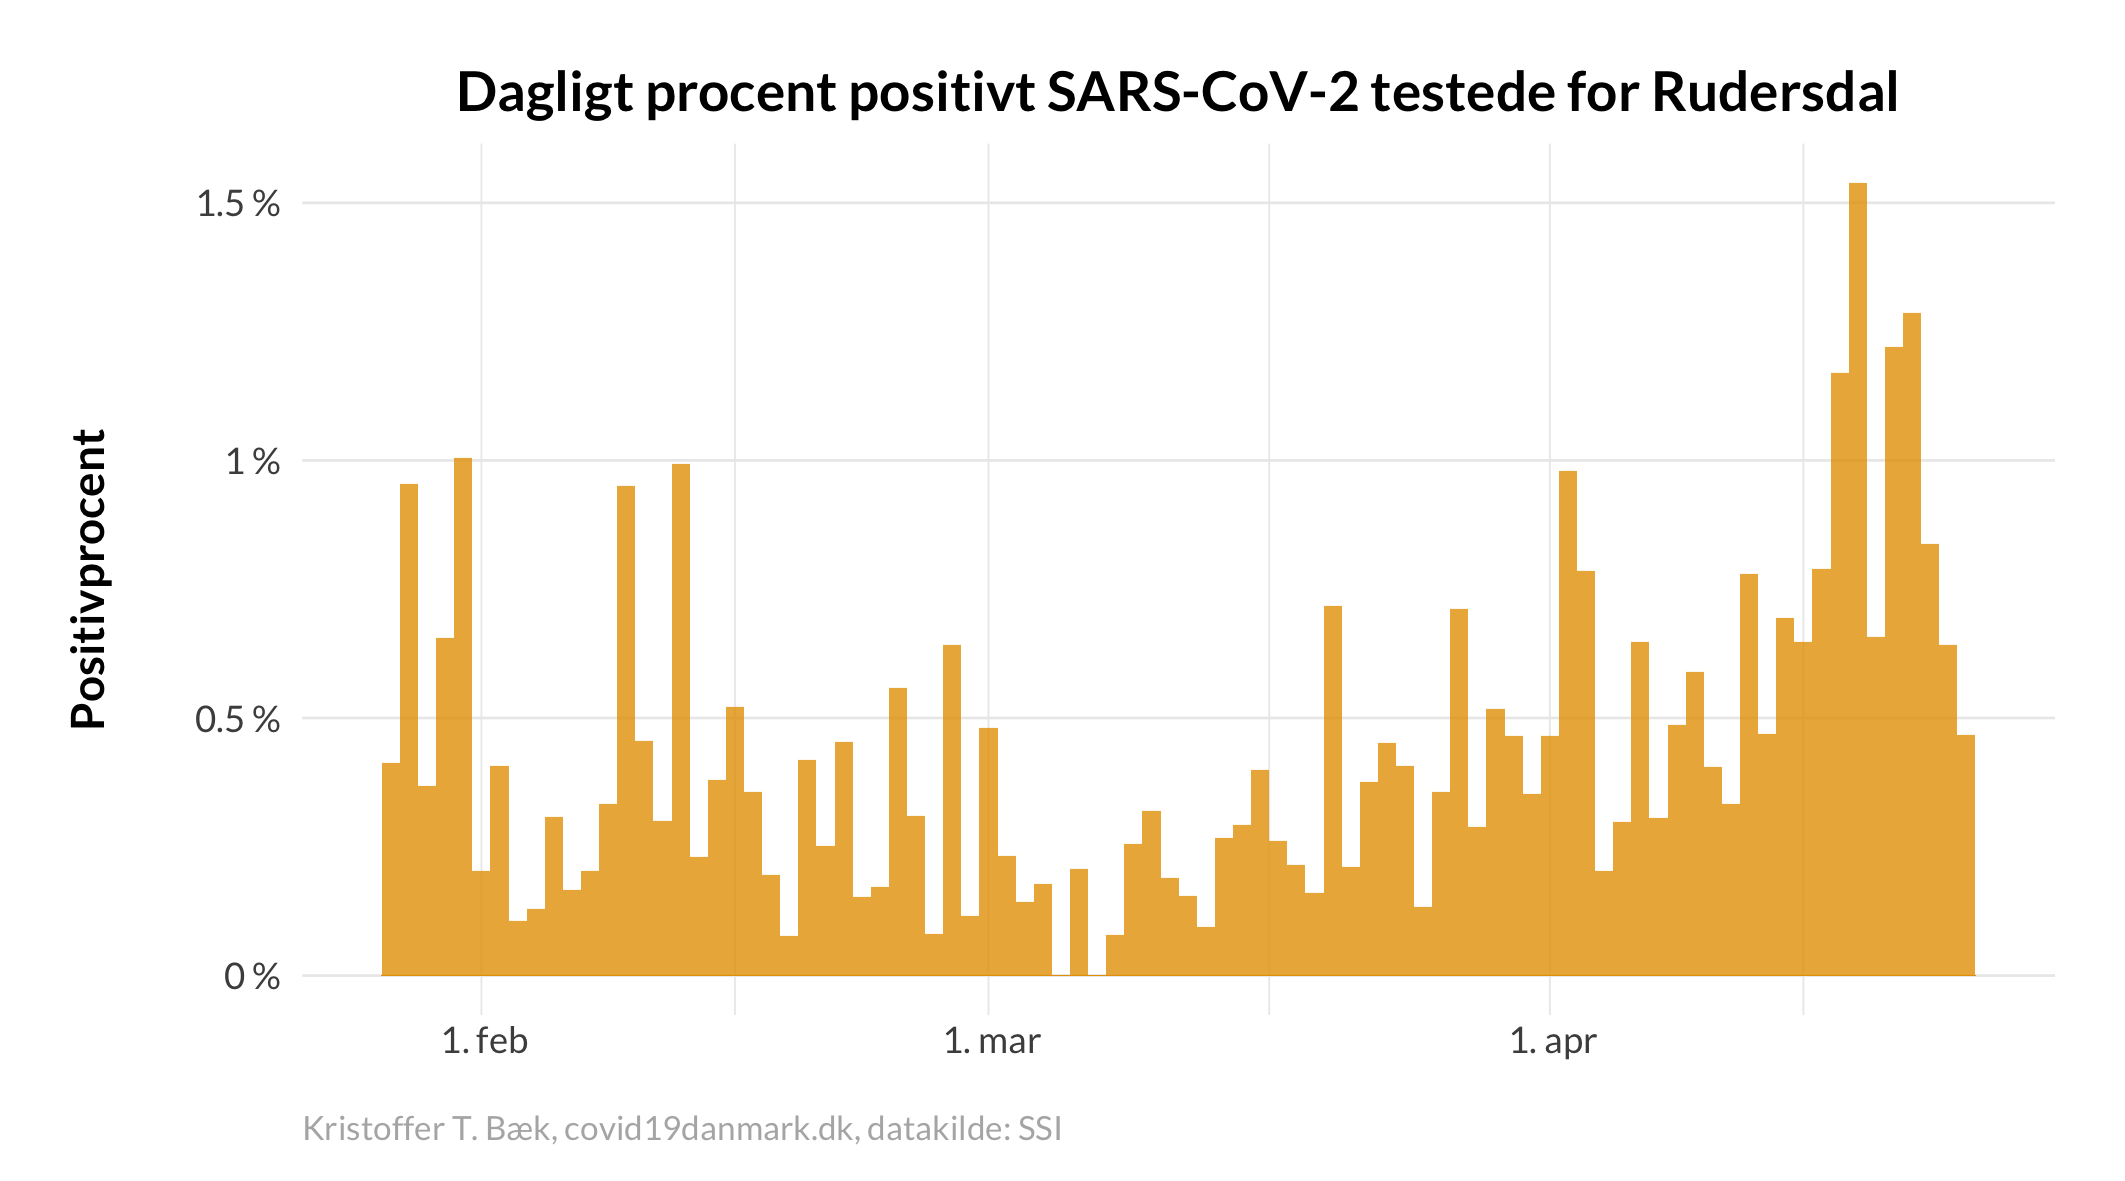 Dagligt procent positivt SARS-CoV-2 testede for Rudersdal
Positivprocent
1.5 %
1 %
0.5 %
0 %
1. feb
1. mar
1. apr
Kristoffer T. Bæk, covid19danmark.dk, datakilde: SSI